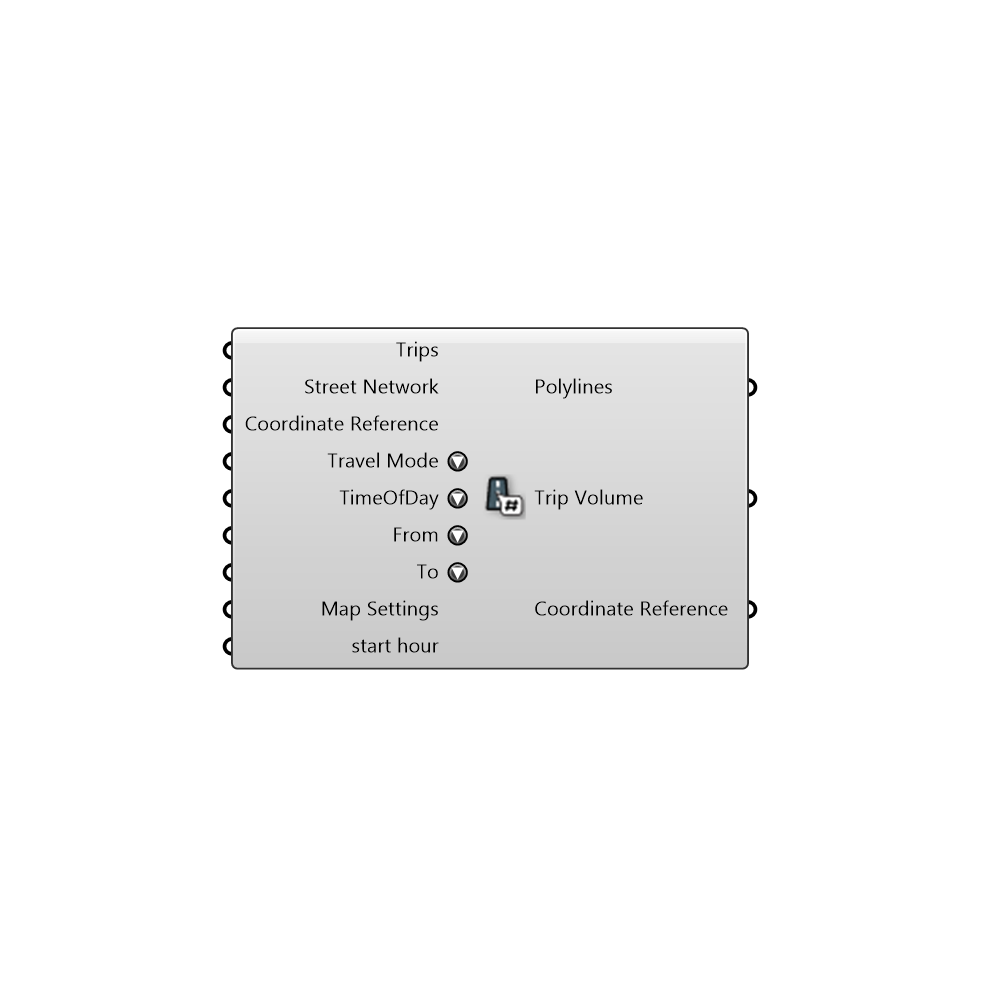 Trips
Street Network
Coordinate Reference
Travel Mode
TimeOfDay
From
To
Map Settings
start hour
#
Polylines
Trip Volume
Coordinate Reference